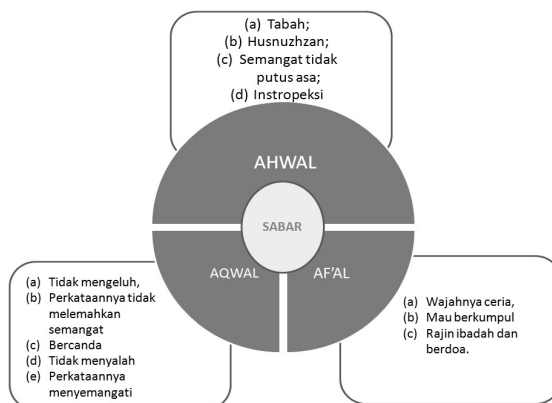 (a) Tabah;
(b) Husnuzhzan;
(c) Semangat tidak
putus asa;
(d) Instropeksi
AHWAL
SABAR
AQWAL
AF'AL
(a) Tidak mengeluh,
(b) Perkataannya tidak
melemahkan
semangat
(c) Bercanda
(d) Tidak menyalah
(e) Perkataannya
menyemangati
(a) Wajahnya ceria,
(b) Mau berkumpul
(c) Rajin ibadah dan
berdoa.